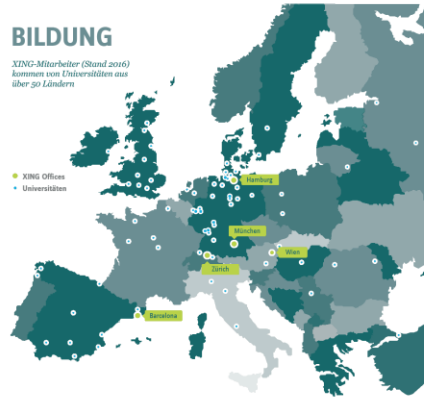 BILDUNG
XING-Mitarbeiter (Stand 2016)
kommen von Universitäten aus
über 50 Ländern
XING Offices
Universitäten
Hamburg
München
Wien
Zürich
Barcelona